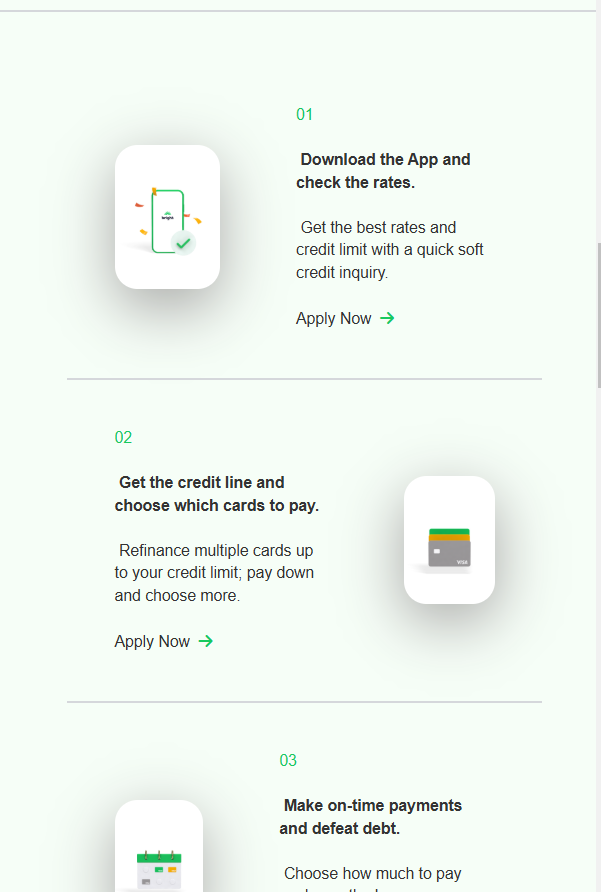 01
Download the App and
check the rates.
Get the best rates and
credit limit with a quick soft
credit inquiry.
Apply Now
bright
02
Get the credit line and
choose which cards to pay.
Refinance multiple cards up
to your credit limit; pay down
and choose more.
Apply Now
VISA
03
Make on-time payments
and defeat debt.
Choose how much to pay